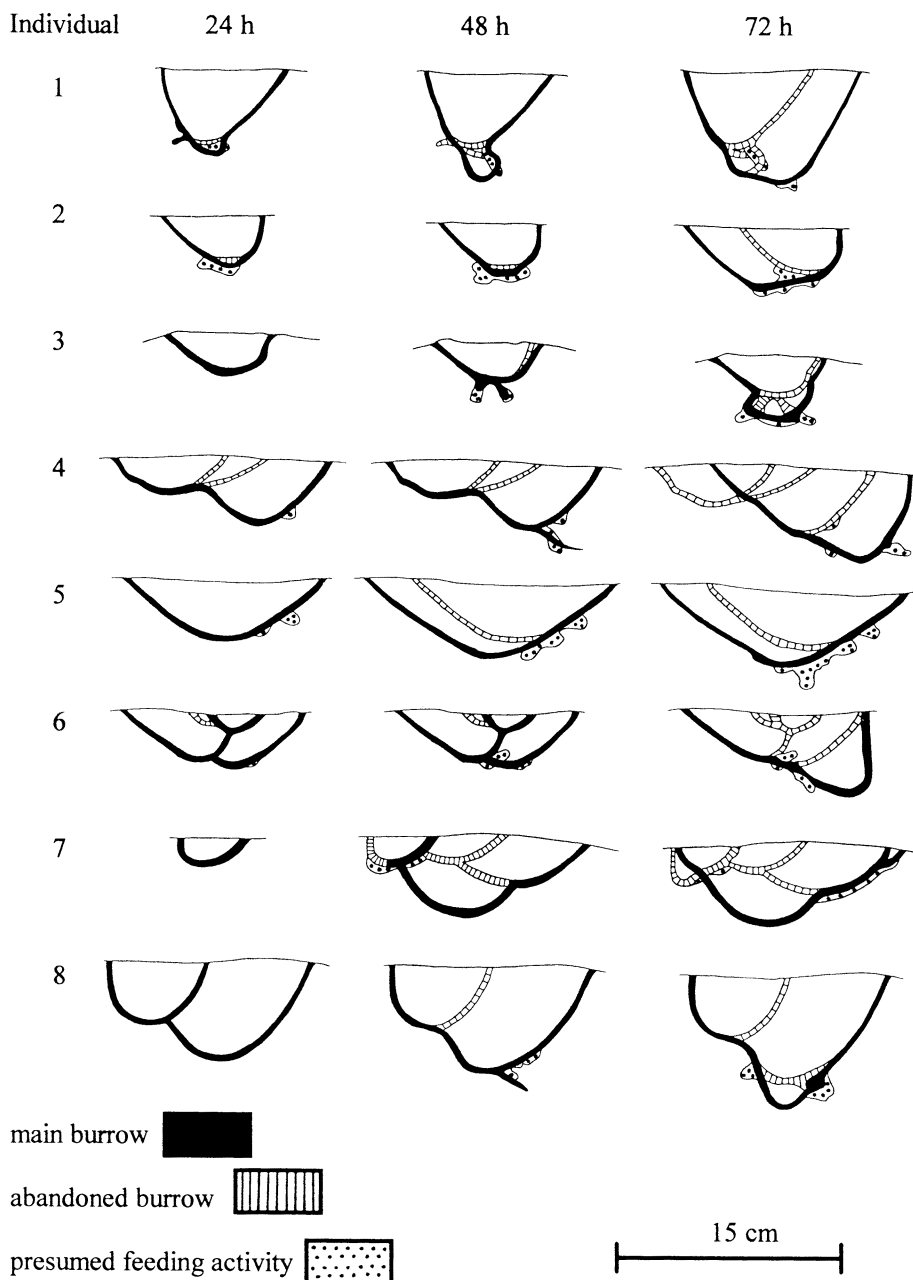 Individual 24 h 48 h 72 h
1
2
3
4
5
6
7
8
main burrow
abandoned burrow
15 cm
presumed feeding activity